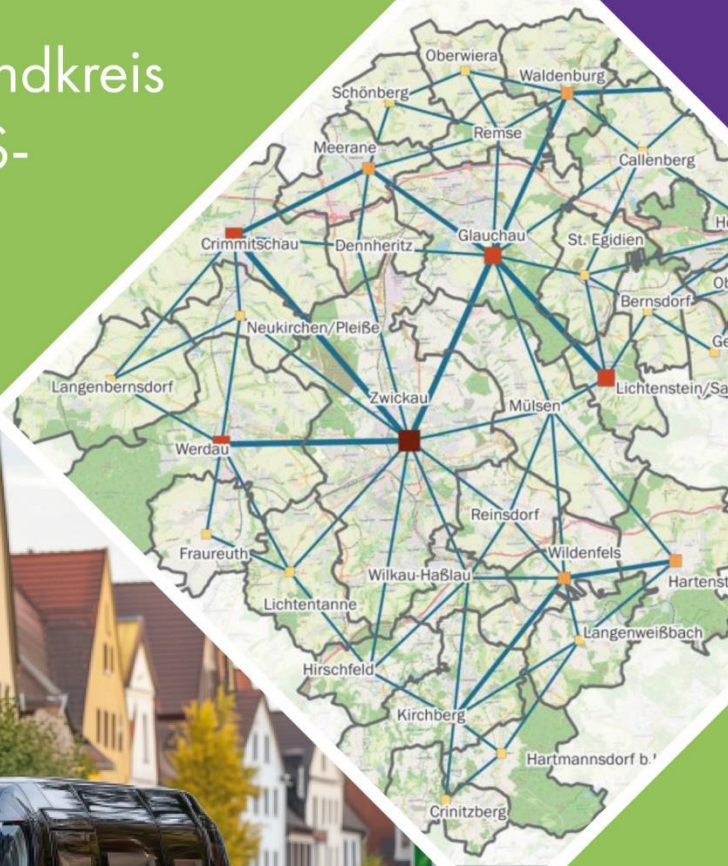 ndkreis
S-
Oberwiera
Waldenburg
Schönberg
Remse
Meerane
Callenberg
Glauchau
St. Egidien
Crimmitschau
Dennheritz
Bernsdorf
Neukirchen/Pleiße
Langenbernsdorf
Zwickau
Lichtenstein/Sa
Mülsen
Werdau
Reinsdorf
Fraureuth
Wildenfels
Wilkau-Haßlau
Hartenst
Lichtentanne
Langenweißbach
Hirschfeld
Kirchberg
Hartmannsdorf b.
Crinitzberg